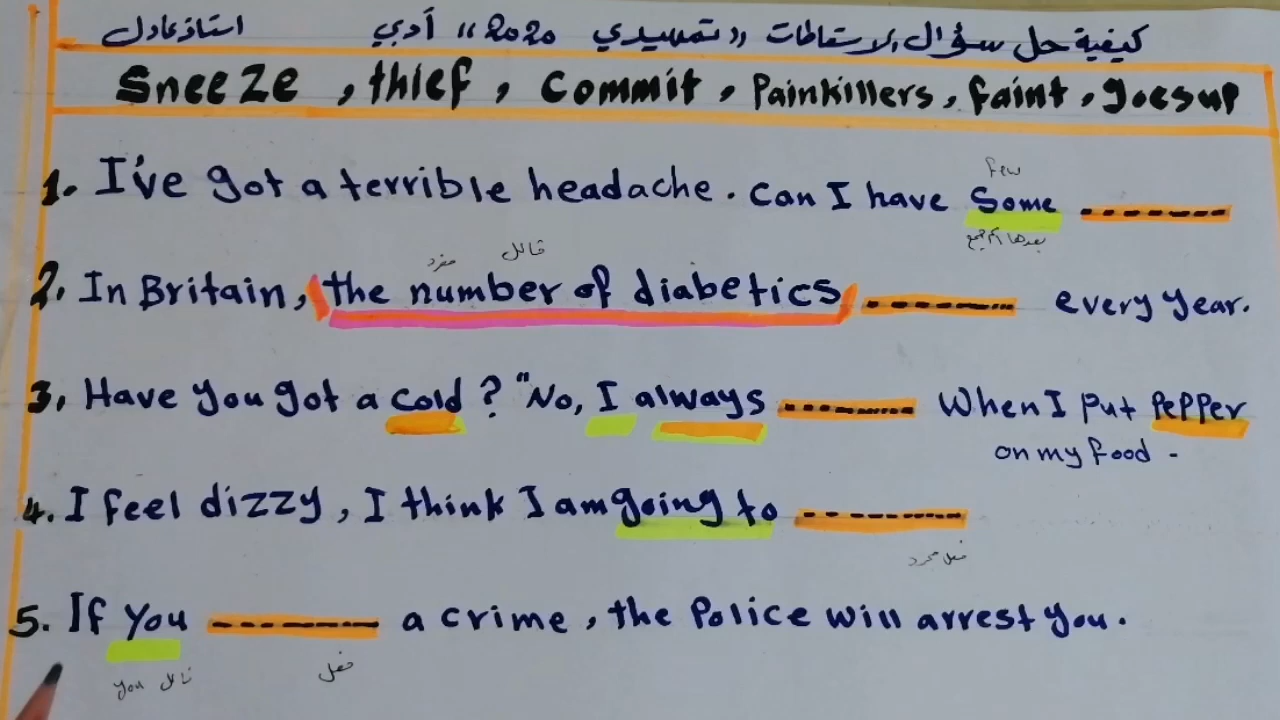 كيفية حل سؤال الاسقاطات "تمهيدي 2020" أدبي استاذ عادل
Sneeze , thief , Commit , Painkillers , faint , goes up
few
1. I've got a terrible headache. Can I have Some -------
بعدها اسم جمع
مفرد فاعل
2. In Britain, (the number of diabetics) ------- every year.
3. Have you got a cold? "No, I always ------- When I put Pepper
on my food.
4. I feel dizzy, I think I am going to -------
فعل مجرد
5. If you ------- a crime, the Police will arrest you.
فاعل you فعل